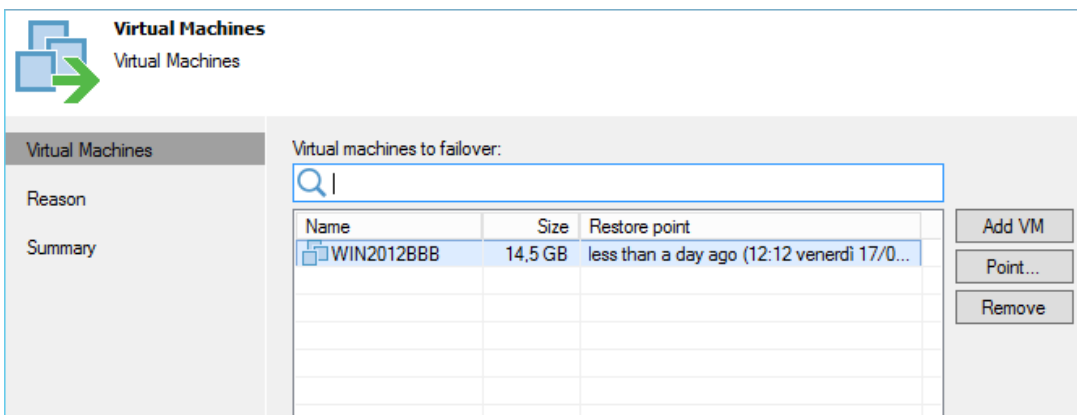 Virtual Machines
Virtual Machines
Virtual Machines
Reason
Summary
Virtual machines to failover:
Name Size Restore point
WIN2012BBB 14,5 GB less than a day ago (12:12 venerdì 17/0...
Add VM
Point...
Remove